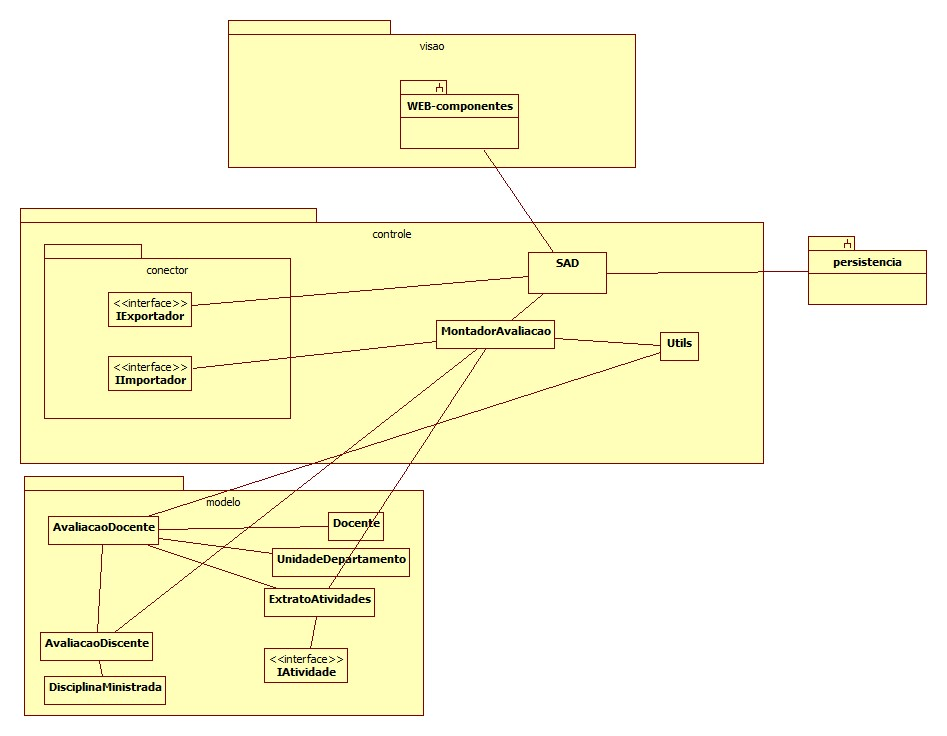 visao
WEB-componentes
controle
conector
SAD
persistencia
<<interface>>
IExportador
MontadorAvaliacao
Utils
<<interface>>
IImportador
modelo
AvaliacaoDocente
Docente
UnidadeDepartamento
ExtratoAtividades
AvaliacaoDiscente
<<interface>>
IAtividade
DisciplinaMinistrada